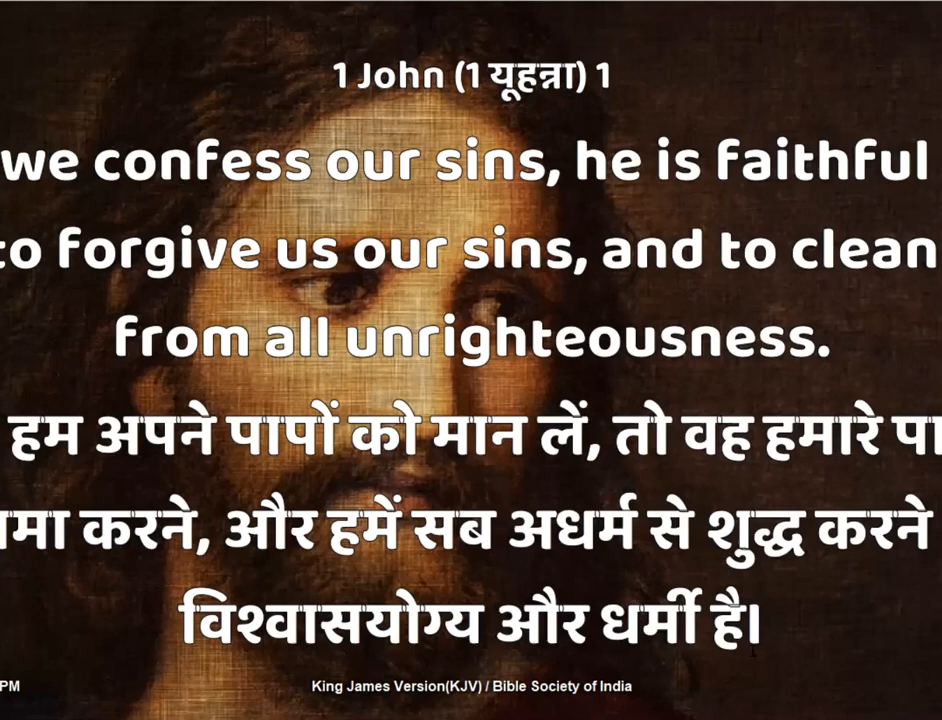 1 John (1 यूहन्ना) 1
we confess our sins, he is faithful
to forgive us our sins, and to clean
from all unrighteousness.
हम अपने पापों को मान लें, तो वह हमारे पा
मा करने, और हमें सब अधर्म से शुद्ध करने
विश्वासयोग्य और धर्मी है।
PM
King James Version(KJV) / Bible Society of India